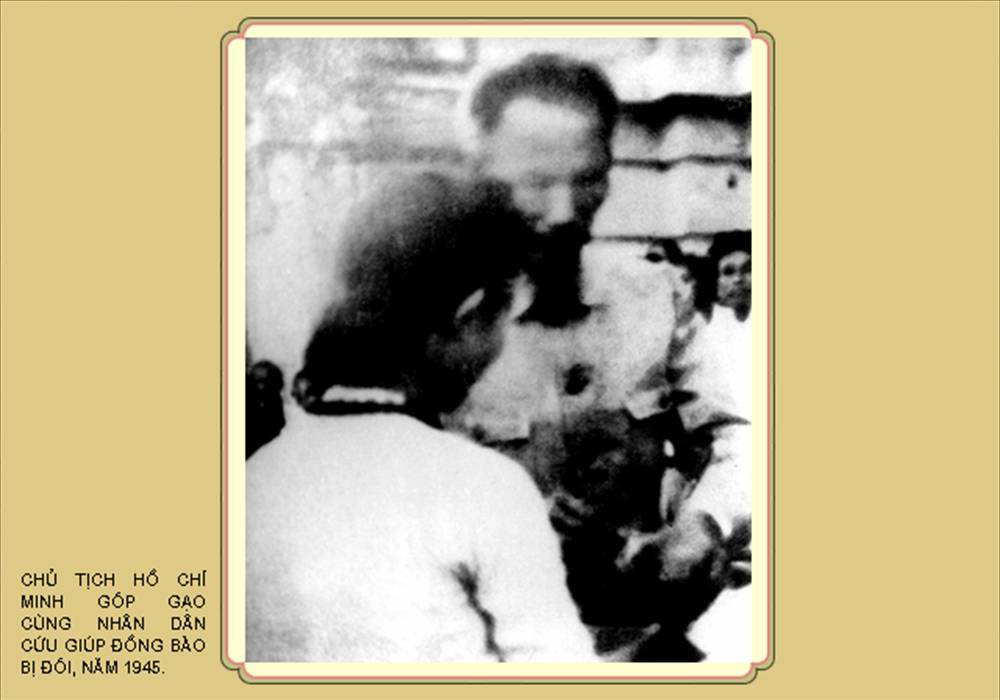 CHỦ TỊCH HỒ CHÍ
MINH GÓP GẠO
CÙNG NHÂN DÂN
CỨU GIÚP ĐỒNG BÀO
BỊ ĐÓI, NĂM 1945.